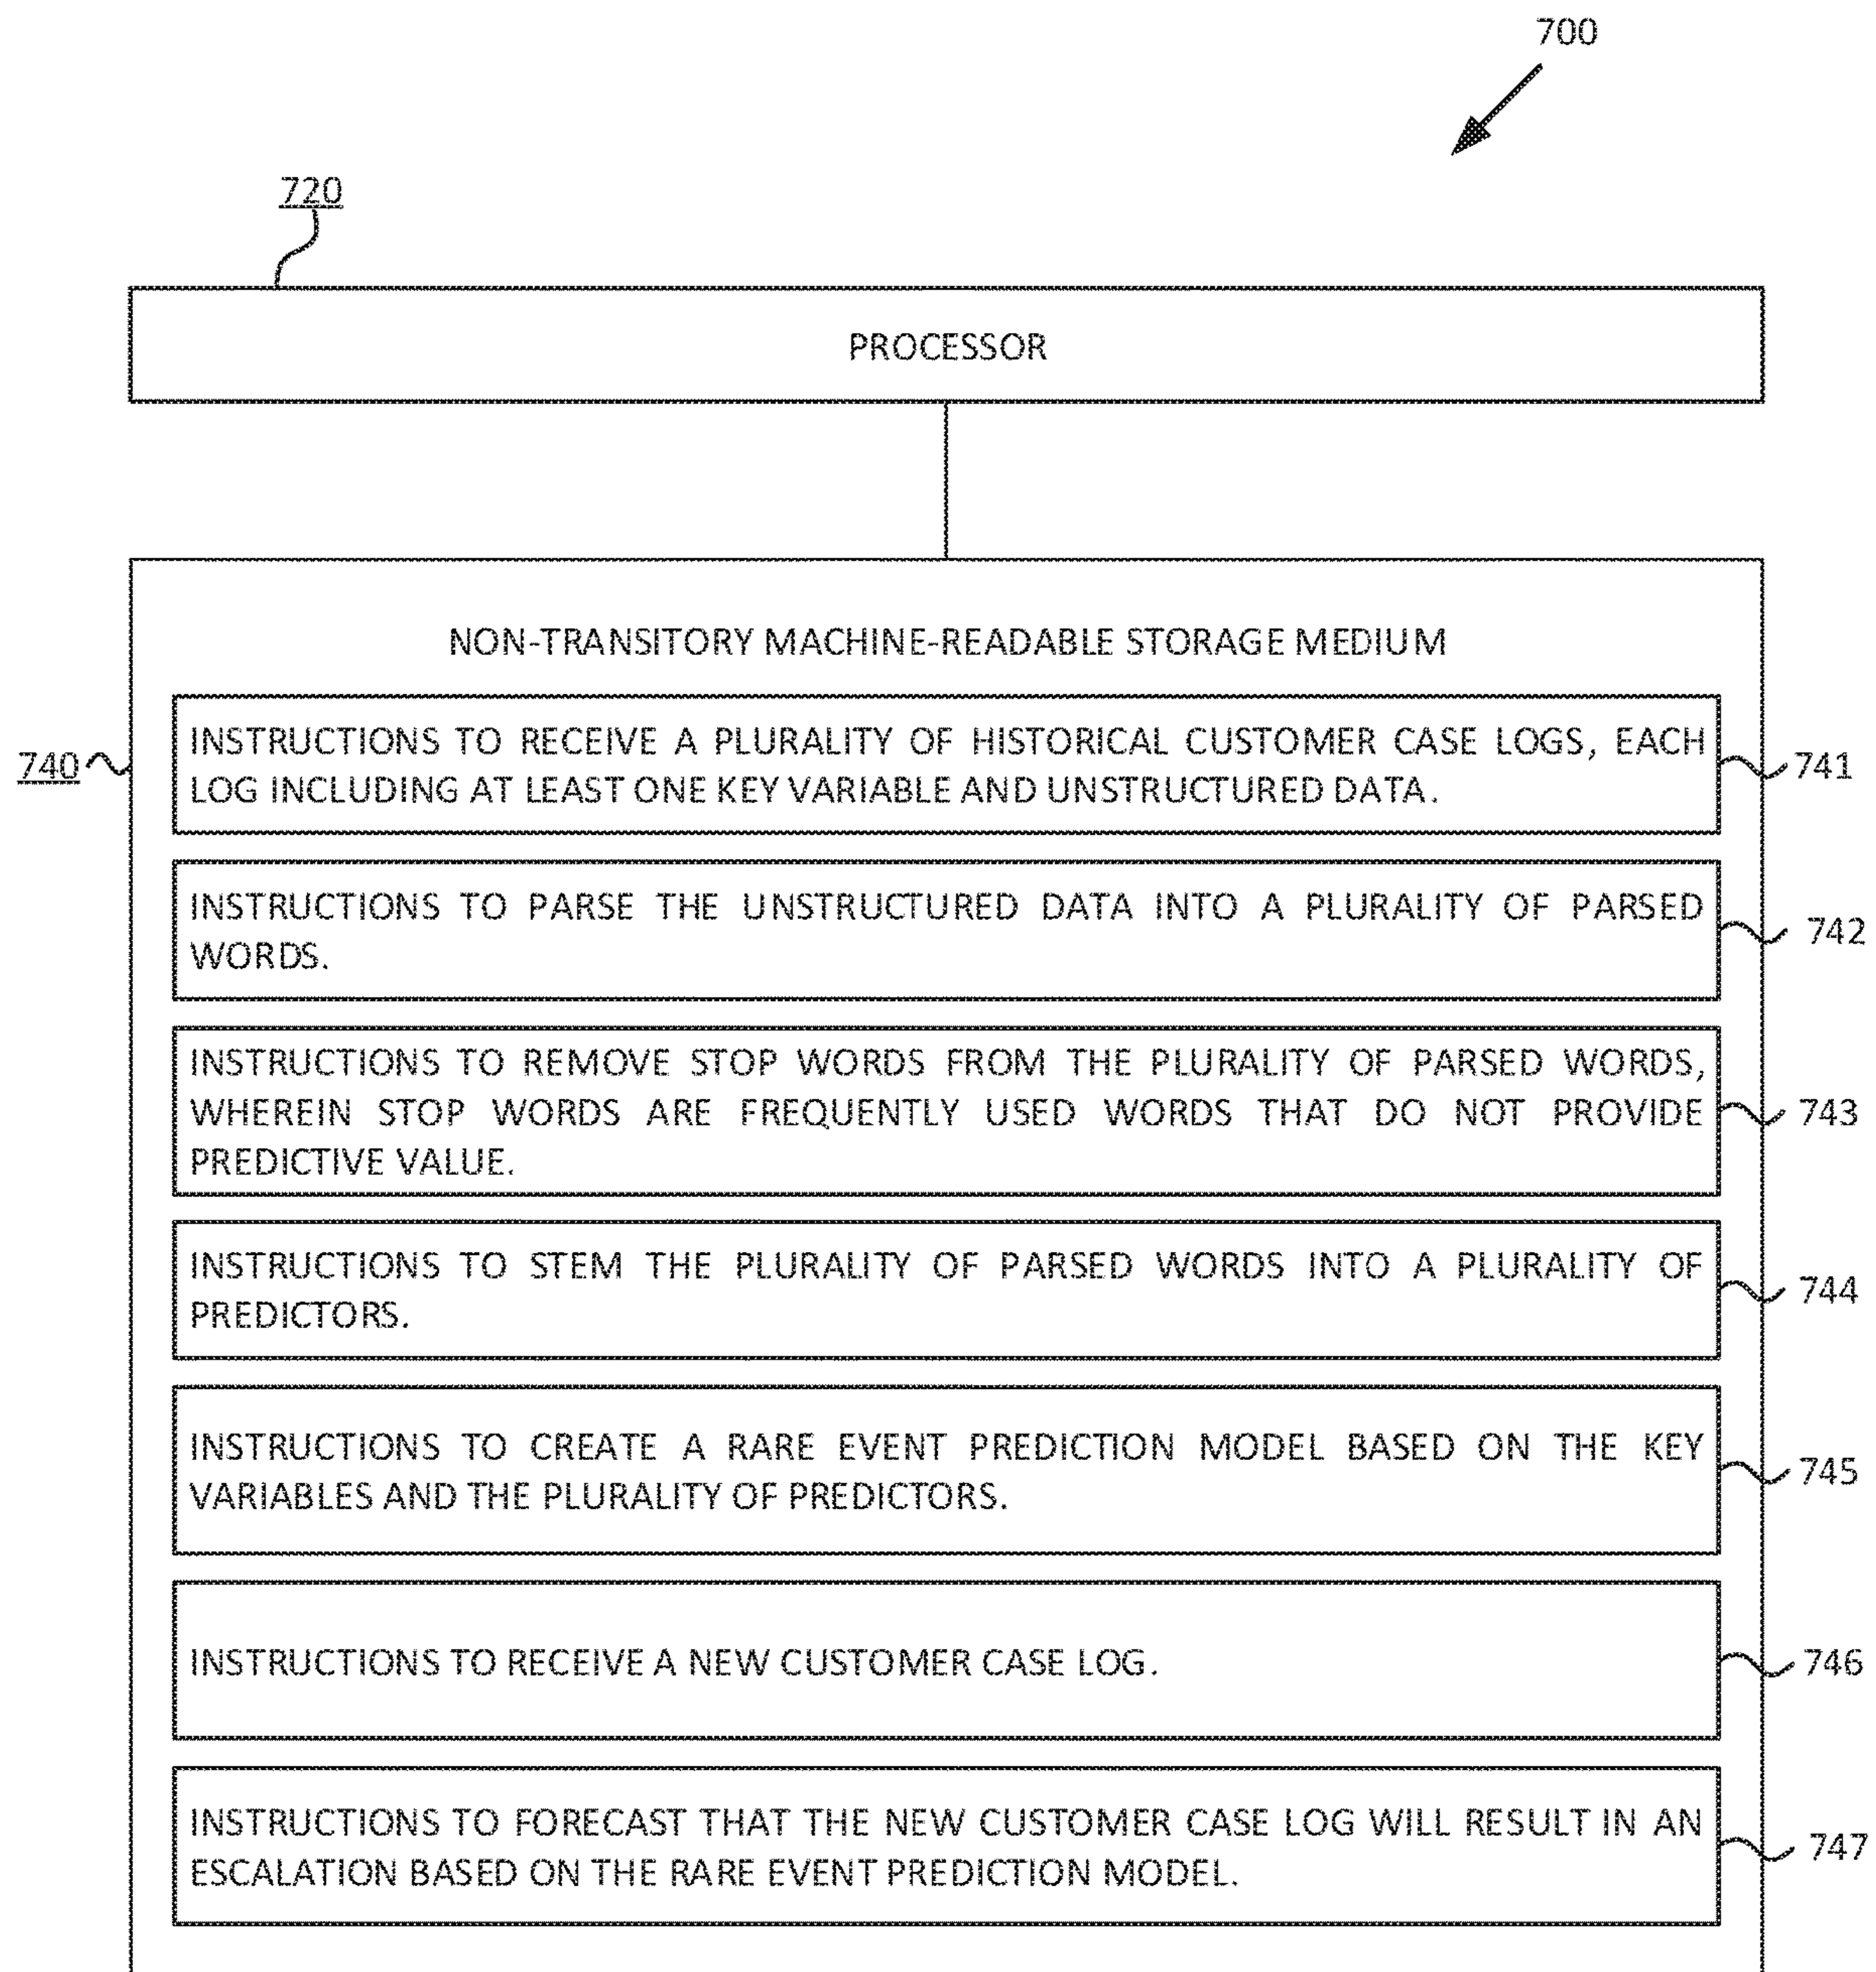 700
720
PROCESSOR
NON-TRANSITORY MACHINE-READABLE STORAGE MEDIUM
740
INSTRUCTIONS TO RECEIVE A PLURALITY OF HISTORICAL CUSTOMER CASE LOGS, EACH
LOG INCLUDING AT LEAST ONE KEY VARIABLE AND UNSTRUCTURED DATA.
741
INSTRUCTIONS TO PARSE THE UNSTRUCTURED DATA INTO A PLURALITY OF PARSED
WORDS.
742
INSTRUCTIONS TO REMOVE STOP WORDS FROM THE PLURALITY OF PARSED WORDS,
WHEREIN STOP WORDS ARE FREQUENTLY USED WORDS THAT DO NOT PROVIDE
PREDICTIVE VALUE.
743
INSTRUCTIONS TO STEM THE PLURALITY OF PARSED WORDS INTO A PLURALITY OF
PREDICTORS.
744
INSTRUCTIONS TO CREATE A RARE EVENT PREDICTION MODEL BASED ON THE KEY
VARIABLES AND THE PLURALITY OF PREDICTORS.
745
INSTRUCTIONS TO RECEIVE A NEW CUSTOMER CASE LOG.
746
INSTRUCTIONS TO FORECAST THAT THE NEW CUSTOMER CASE LOG WILL RESULT IN AN
ESCALATION BASED ON THE RARE EVENT PREDICTION MODEL.
747